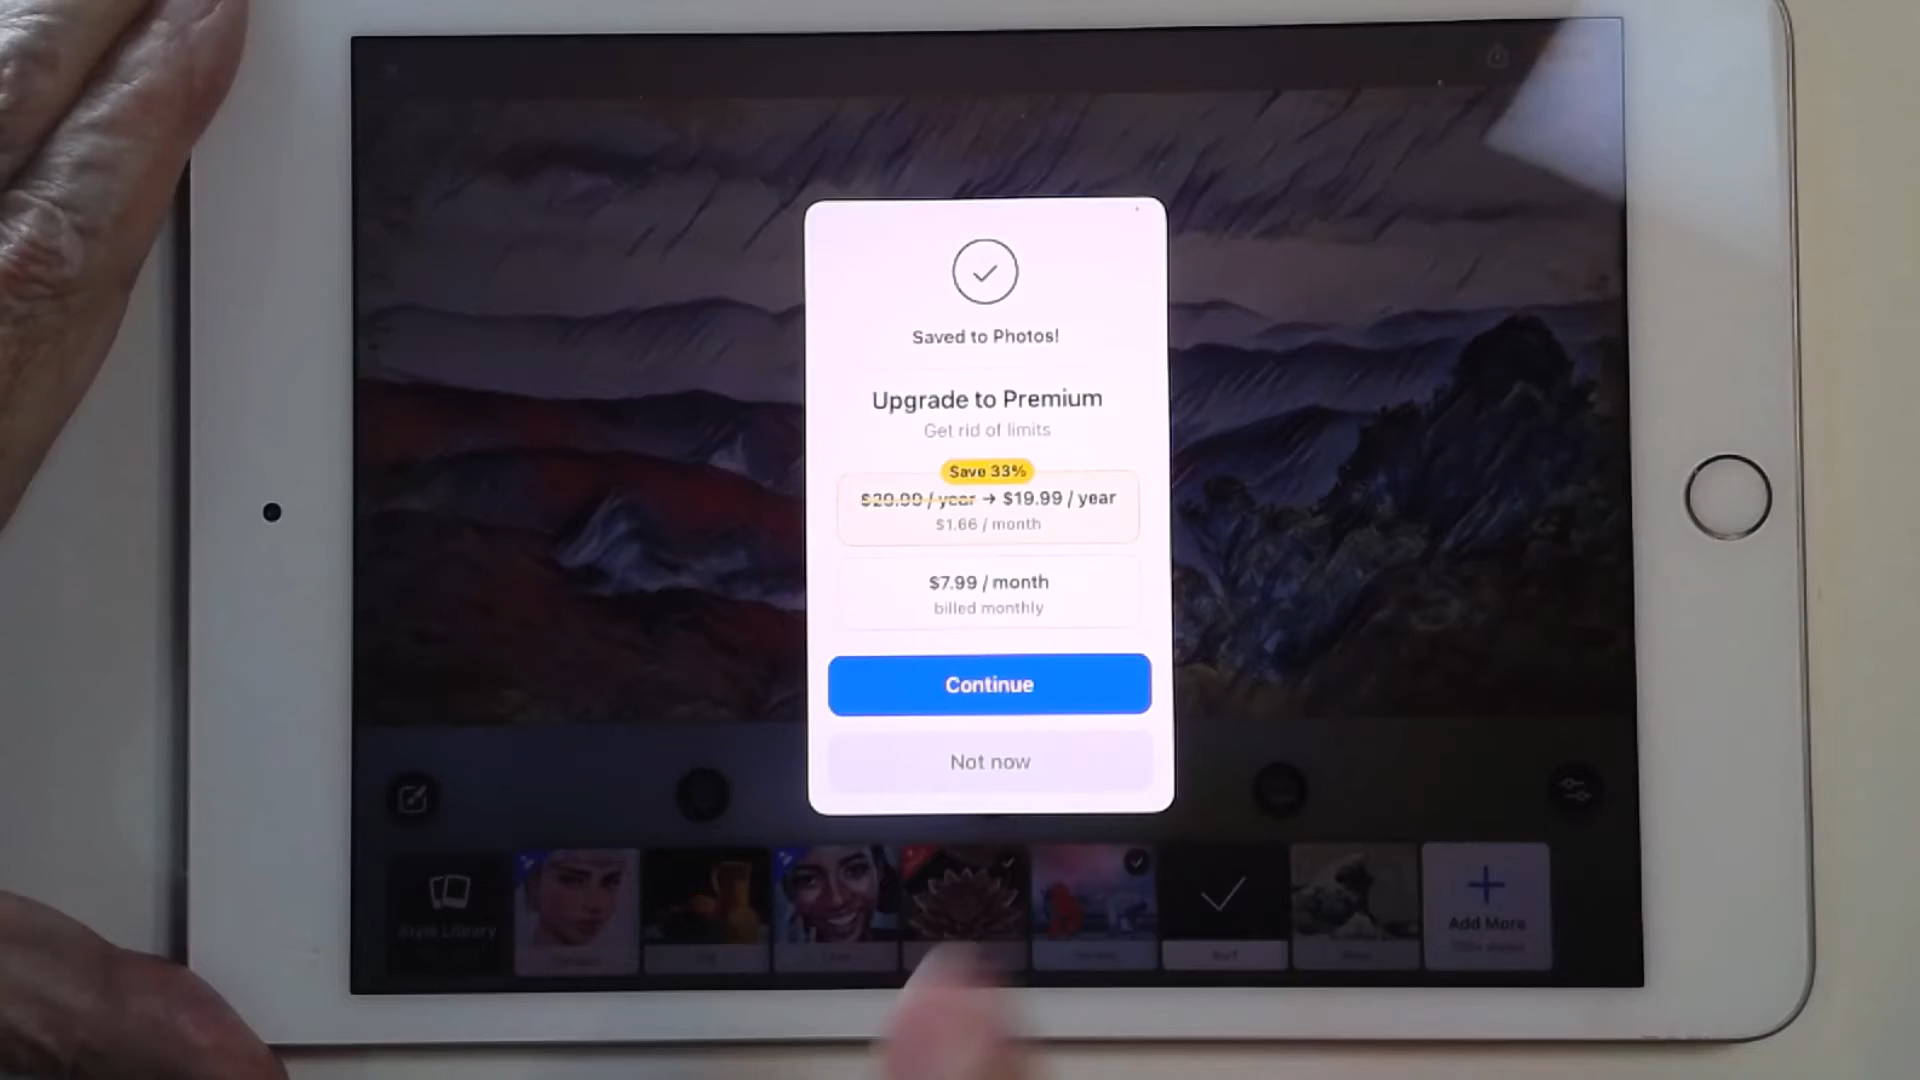 Saved to Photos!
Upgrade to Premium
Get rid of limits
Save 33%
$29.99 / year → $19.99 / year
$1.66 / month
$7.99 / month
billed monthly
Continue
Not now
Style Library
Add More